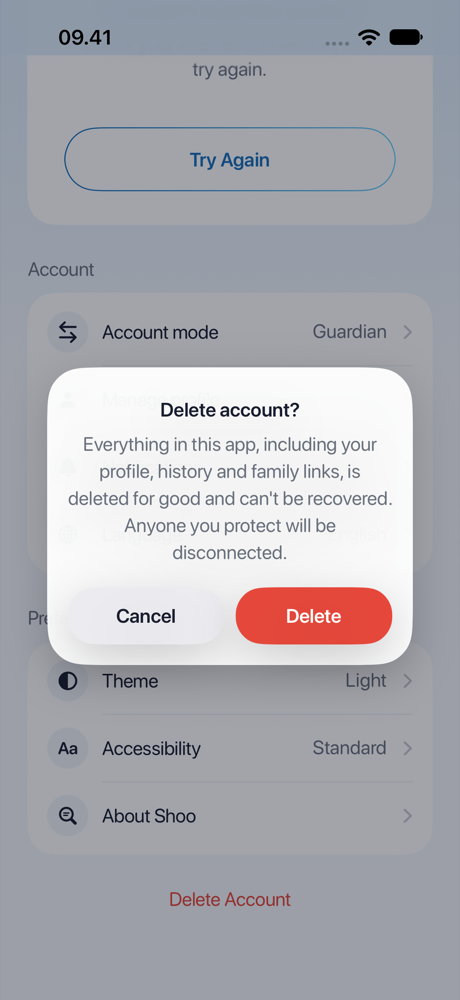 09.41
try again.
Try Again
Account
Account mode
Guardian
Delete account?
Everything in this app, including your
profile, history and family links, is
deleted for good and can't be recovered.
Anyone you protect will be
disconnected.
Cancel
Delete
Theme
Light
Aa
Accessibility
Standard
About Shoo
Delete Account